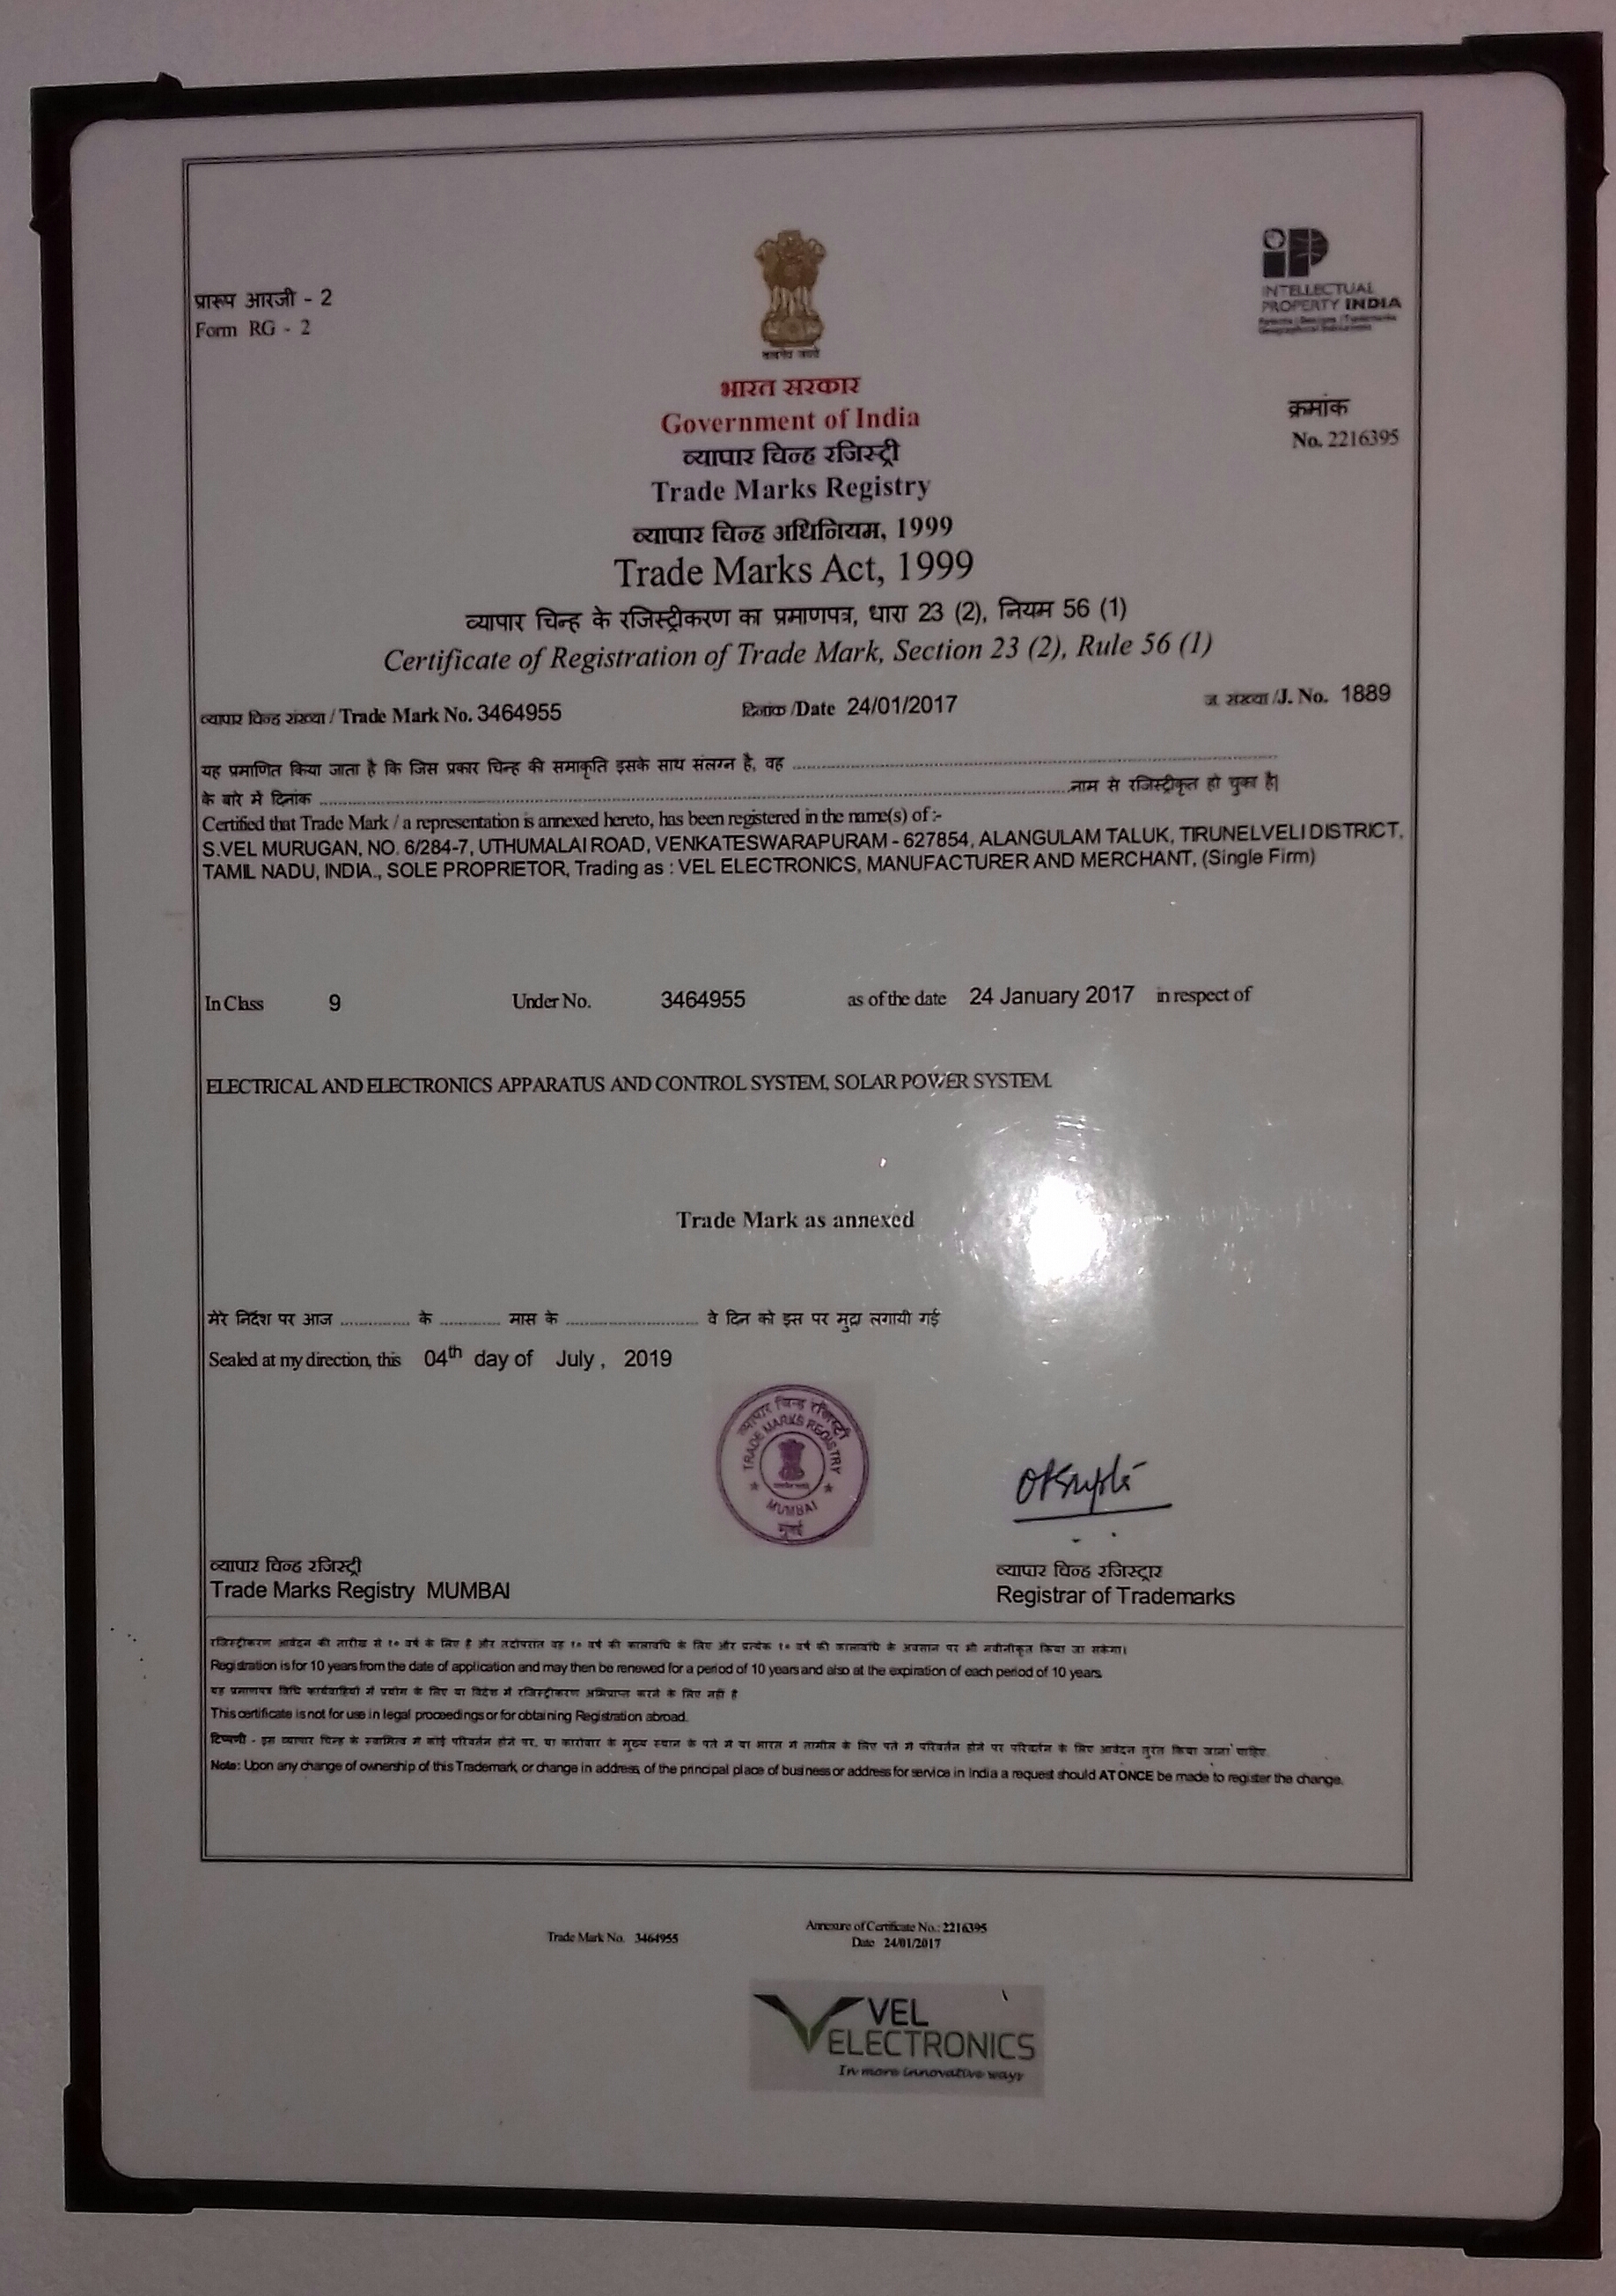 प्रारूप आरजी - 2
Form RG - 2
INTELLECTUAL
PROPERTY INDIA
Patents | Designs | Trademarks
Geographical Indications
सत्यमेव जयते
भारत सरकार
Government of India
व्यापार चिन्ह रजिस्ट्री
Trade Marks Registry
क्रमांक
No. 2216395
व्यापार चिन्ह अधिनियम, 1999
Trade Marks Act, 1999
व्यापार चिन्ह के रजिस्ट्रीकरण का प्रमाणपत्र, धारा 23 (2), नियम 56 (1)
Certificate of Registration of Trade Mark, Section 23 (2), Rule 56 (1)
व्यापार चिन्ह संख्या / Trade Mark No. 3464955 दिनांक /Date 24/01/2017 ज. संख्या /J. No. 1889
यह प्रमाणित किया जाता है कि जिस प्रकार चिन्ह की समाकृति इसके साथ संलग्न है, वह ..........
के बारे में दिनांक ..........नाम से रजिस्ट्रीकृत हो चुका है|
Certified that Trade Mark / a representation is annexed hereto, has been registered in the name(s) of :-
S.VEL MURUGAN, NO. 6/284-7, UTHUMALAI ROAD, VENKATESWARAPURAM - 627854, ALANGULAM TALUK, TIRUNELVELI DISTRICT,
TAMIL NADU, INDIA., SOLE PROPRIETOR, Trading as : VEL ELECTRONICS, MANUFACTURER AND MERCHANT, (Single Firm)
In Class 9 Under No. 3464955 as of the date 24 January 2017 in respect of
ELECTRICAL AND ELECTRONICS APPARATUS AND CONTROL SYSTEM, SOLAR POWER SYSTEM.
Trade Mark as annexed
मेरे निर्देश पर आज ............. के ........... मास के ......................... वे दिन को इस पर मुद्रा लगायी गई
Sealed at my direction, this 04th day of July , 2019
व्यापार चिन्ह रजिस्ट्री
TRADE MARKS REGISTRY
MUMBAI
मुंबई
व्यापार चिन्ह रजिस्ट्री
Trade Marks Registry MUMBAI
व्यापार चिन्ह रजिस्ट्रार
Registrar of Trademarks
रजिस्ट्रीकरण आवेदन की तारीख से १० वर्ष के लिए है और तदोपरांत वह १० वर्ष की कालावधि के लिए और प्रत्येक १० वर्ष की कालावधि के अवसान पर भी नवीनीकृत किया जा सकेगा।
Registration is for 10 years from the date of application and may then be renewed for a period of 10 years and also at the expiration of each period of 10 years.
यह प्रमाणपत्र विधि कार्यवाहियों में प्रयोग के लिए या विदेश में रजिस्ट्रीकरण अभिप्राप्त करने के लिए नहीं है
This certificate is not for use in legal proceedings or for obtaining Registration abroad.
टिप्पणी - इस व्यापार चिन्ह के स्वामित्व में कोई परिवर्तन होने पर, या कारोबार के मुख्य स्थान के पते में या भारत में तामील के लिए पते में परिवर्तन होने पर परिवर्तन के लिए आवेदन तुरंत किया जाना चाहिए.
Note: Upon any change of ownership of this Trademark, or change in address, of the principal place of business or address for service in India a request should AT ONCE be made to register the change.
Trade Mark No. 3464955
Annexure of Certificate No.: 2216395
Date 24/01/2017
VEL
ELECTRONICS
In more innovative ways